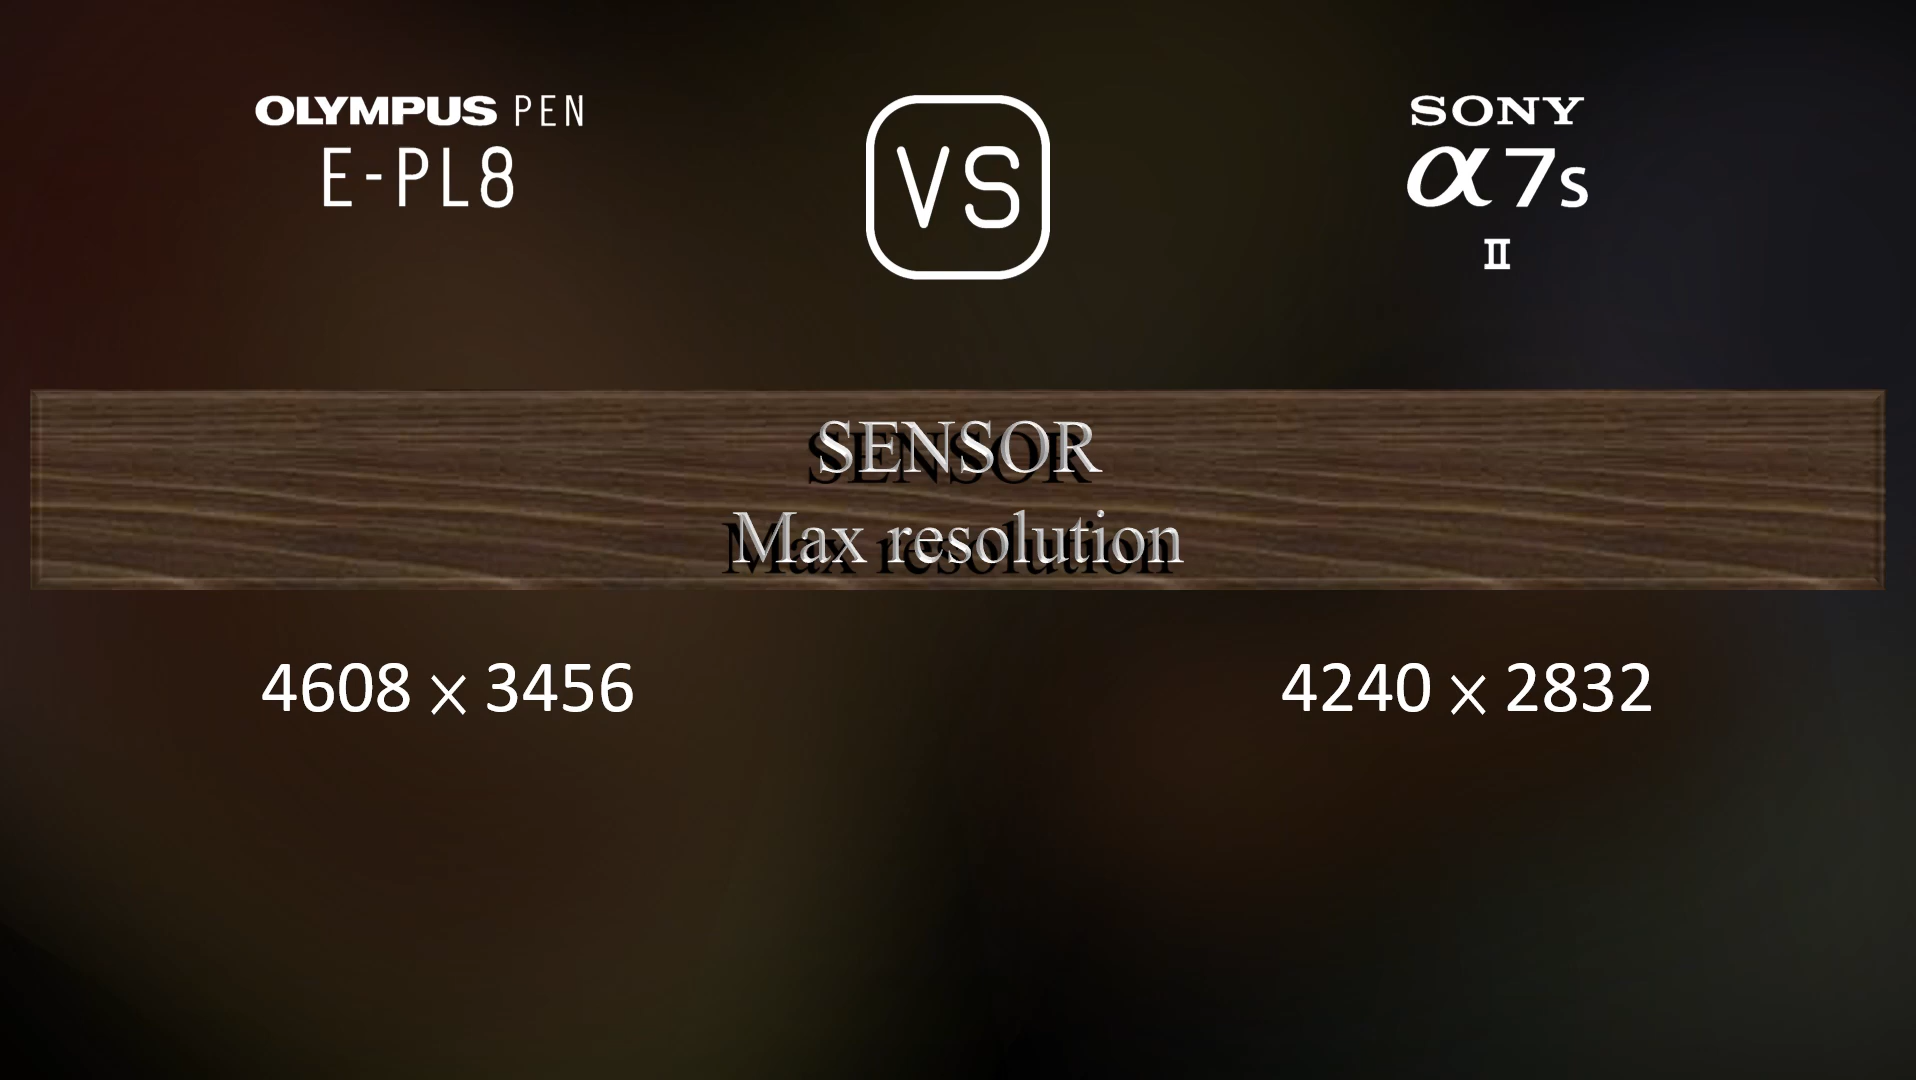 OLYMPUS PEN
E-PL8
VS
SONY
α7s
II
SENSOR
Max resolution
4608 x 3456
4240 x 2832